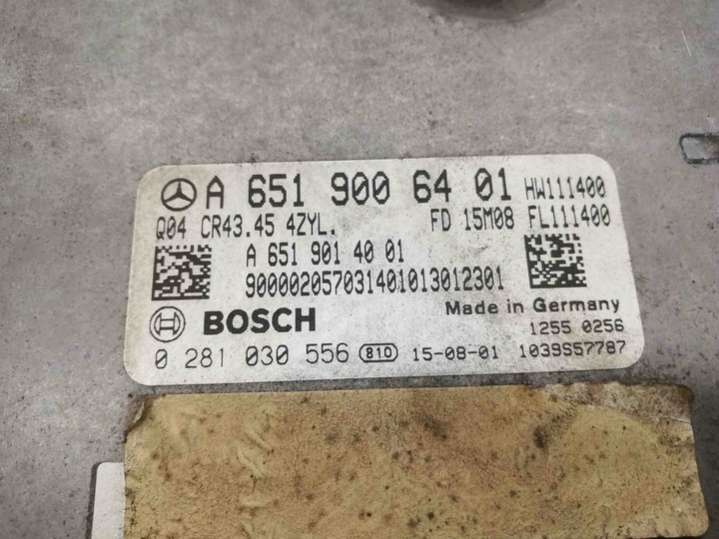 A 651 900 64 01 HW111400
Q04 CR43.45 4ZYL. FD 15M08 FL111400
A 651 901 40 01
900002057031401013012301
BOSCH Made in Germany
1255 0256
0 281 030 556 810 15-08-01 1039S57787